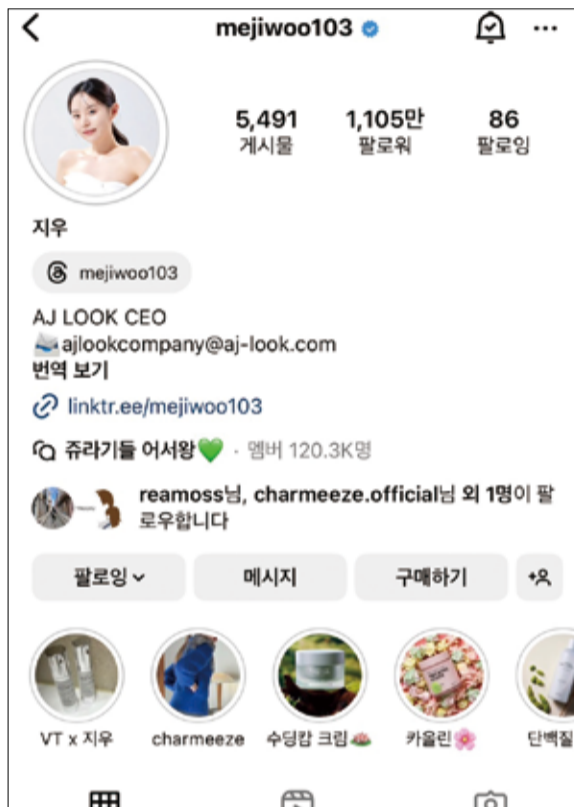 mejiwoo103
5,491 1,105만 86
게시물 팔로워 팔로잉
지우
mejiwoo103
AJ LOOK CEO
ajlookcompany@aj-look.com
번역 보기
linktr.ee/mejiwoo103
쥬라기들 어서왕💚 · 멤버 120.3K명
reamoss님, charmeeze.official님 외 1명이 팔
로우합니다
팔로잉 메시지 구매하기
VT x 지우 charmeeze 수딩캄 크림🪷 카올린🌸 단백질